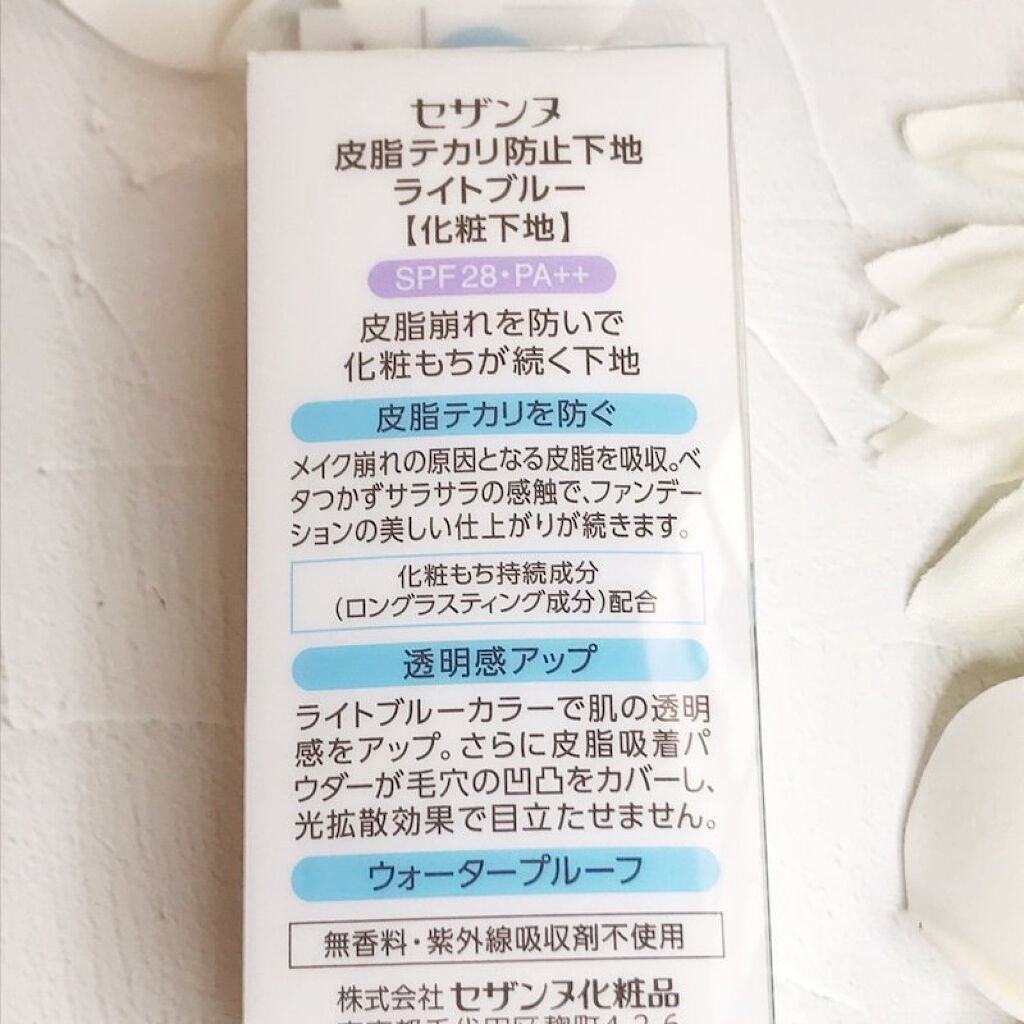 セザンヌ
皮脂テカリ防止下地
ライトブルー
【化粧下地】
SPF28・PA++
皮脂崩れを防いで
化粧もちが続く下地
皮脂テカリを防ぐ
メイク崩れの原因となる皮脂を吸収。ベ
タつかずサラサラの感触で、ファンデー
ションの美しい仕上がりが続きます。
化粧もち持続成分
(ロングラスティング成分)配合
透明感アップ
ライトブルーカラーで肌の透明
感をアップ。さらに皮脂吸着パ
ウダーが毛穴の凹凸をカバーし、
光拡散効果で目立たせません。
ウォータープルーフ
無香料・紫外線吸収剤不使用
株式会社セザンヌ化粧品